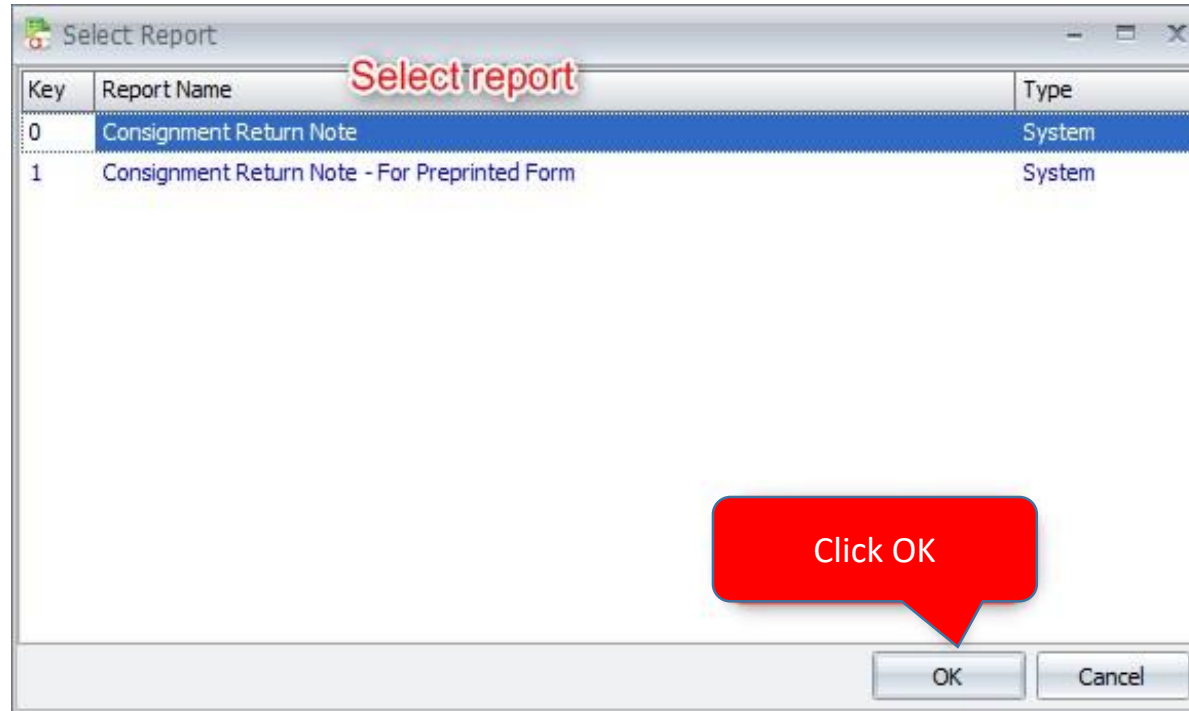 Select Report
Select report
Key Report Name Type
0 Consignment Return Note System
1 Consignment Return Note - For Preprinted Form System
Click OK
OK Cancel